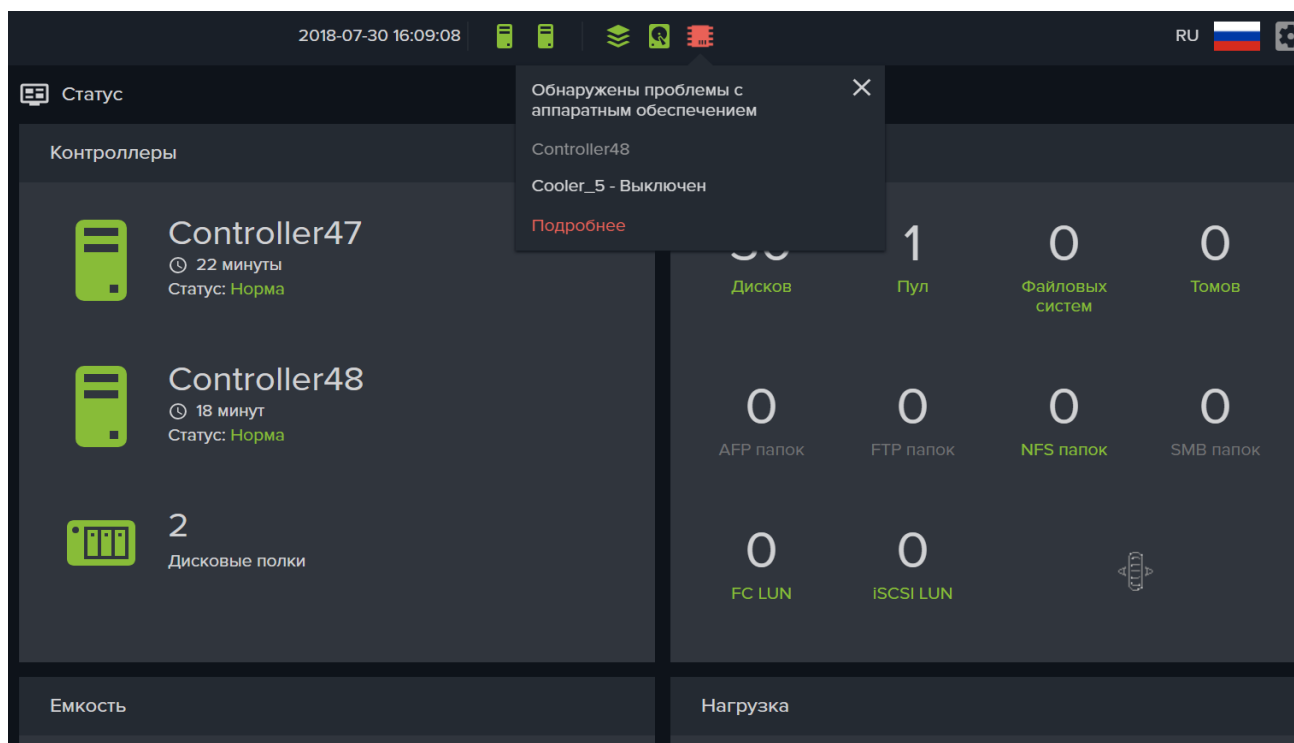 2018-07-30 16:09:08
RU
Статус
Обнаружены проблемы с
аппаратным обеспечением
Controller48
Cooler_5 - Выключен
Подробнее
Контроллеры
Controller47
22 минуты
Статус: Норма
Controller48
18 минут
Статус: Норма
2
Дисковые полки
1
0
0
Дисков
Пул
Файловых
систем
Томов
0
0
0
0
AFP папок
FTP папок
NFS папок
SMB папок
0
0
FC LUN
iSCSI LUN
Емкость
Нагрузка